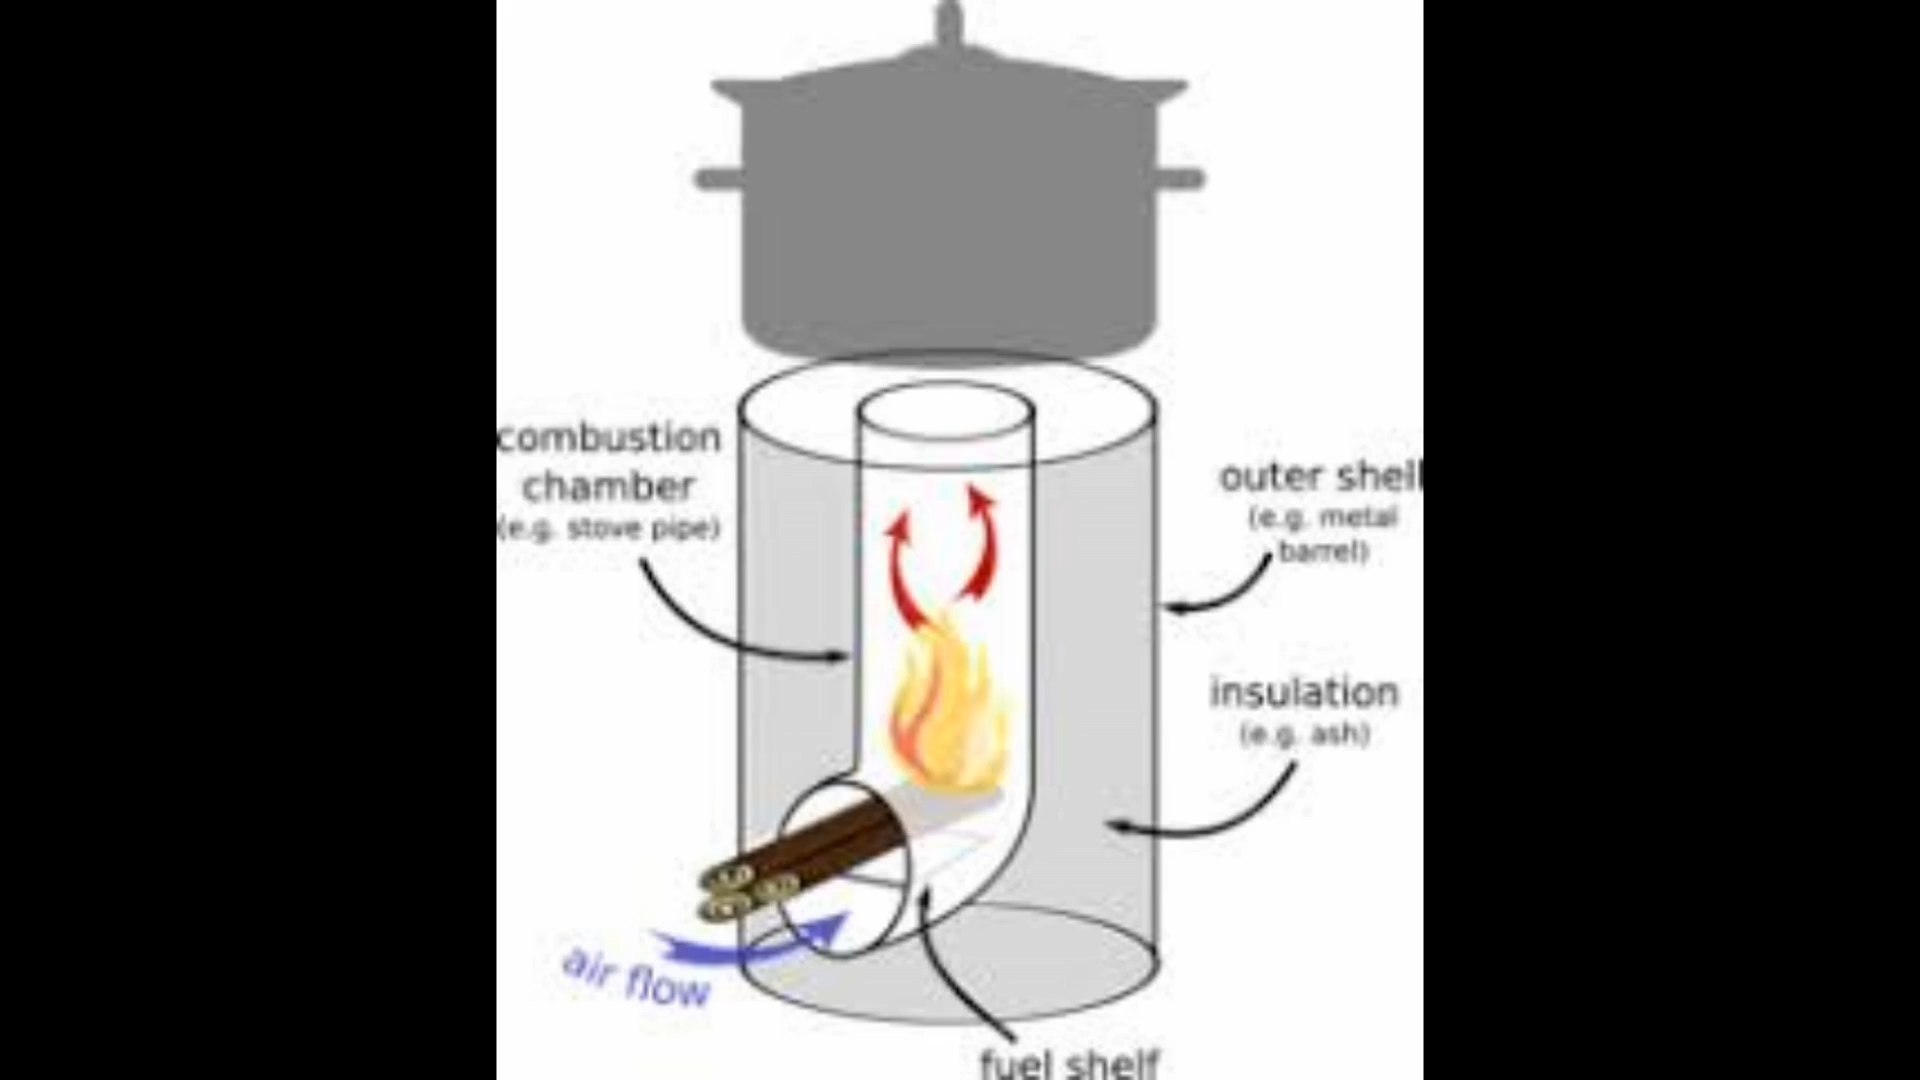 combustion
chamber
(e.g. stove pipe)
outer shell
(e.g. metal
barrel)
insulation
(e.g. ash)
air flow
fuel shelf